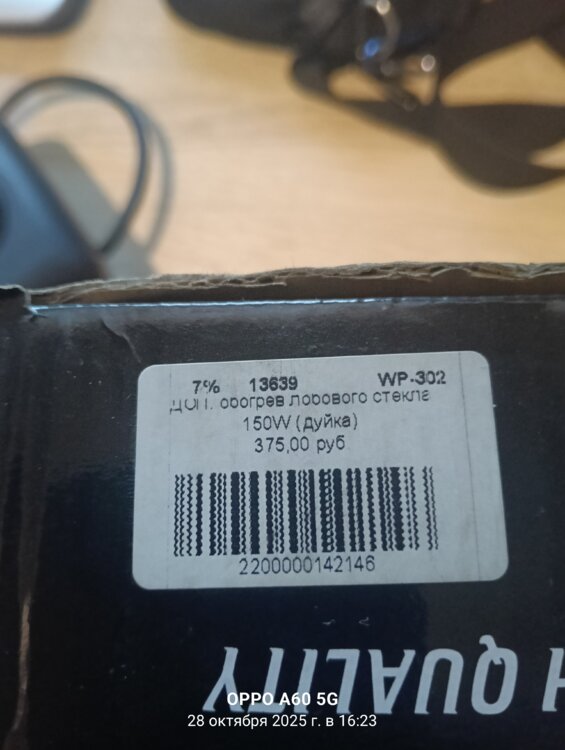 7% 13639 WP-302
ДОП. обогрев лобового стекла
150W (дуйка)
375,00 руб
2200000142146
H QUALITY
OPPO A60 5G
28 октября 2025 г. в 16:23